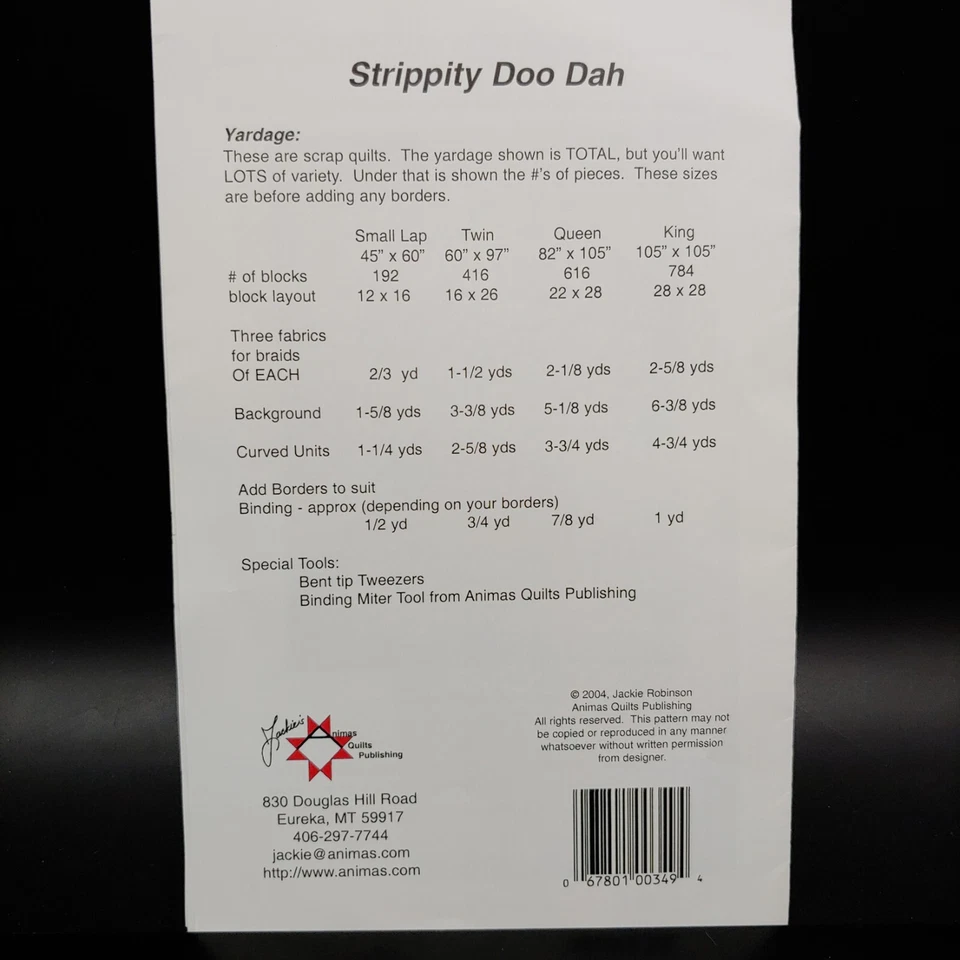 Strippity Doo Dah
Yardage:
These are scrap quilts. The yardage shown is TOTAL, but you'll want
LOTS of variety. Under that is shown the #'s of pieces. These sizes
are before adding any borders.
Small Lap Twin Queen King
45" x 60" 60" x 97" 82" x 105" 105" x 105"
# of blocks 192 416 616 784
block layout 12 x 16 16 x 26 22 x 28 28 x 28
Three fabrics
for braids
Of EACH 2/3 yd 1-1/2 yds 2-1/8 yds 2-5/8 yds
Background 1-5/8 yds 3-3/8 yds 5-1/8 yds 6-3/8 yds
Curved Units 1-1/4 yds 2-5/8 yds 3-3/4 yds 4-3/4 yds
Add Borders to suit
Binding - approx (depending on your borders)
1/2 yd 3/4 yd 7/8 yd 1 yd
Special Tools:
Bent tip Tweezers
Binding Miter Tool from Animas Quilts Publishing
Jackie's
Animas
Quilts
Publishing
830 Douglas Hill Road
Eureka, MT 59917
406-297-7744
jackie@animas.com
http://www.animas.com
© 2004, Jackie Robinson
Animas Quilts Publishing
All rights reserved. This pattern may not
be copied or reproduced in any manner
whatsoever without written permission
from designer.
0 67801 00349 4